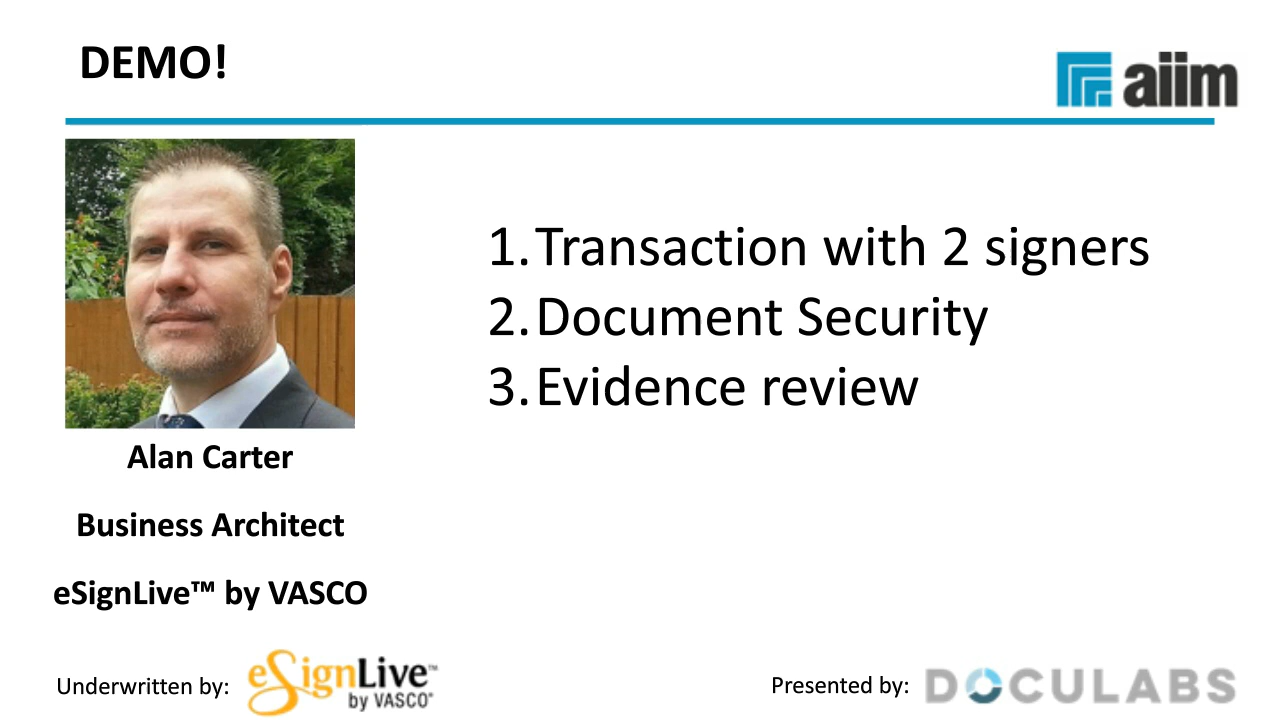 DEMO!
aiim
1. Transaction with 2 signers
2. Document Security
3. Evidence review
Alan Carter
Business Architect
eSignLive™ by VASCO
Underwritten by:
eSignLive™
by VASCO®
Presented by:
DOCULABS